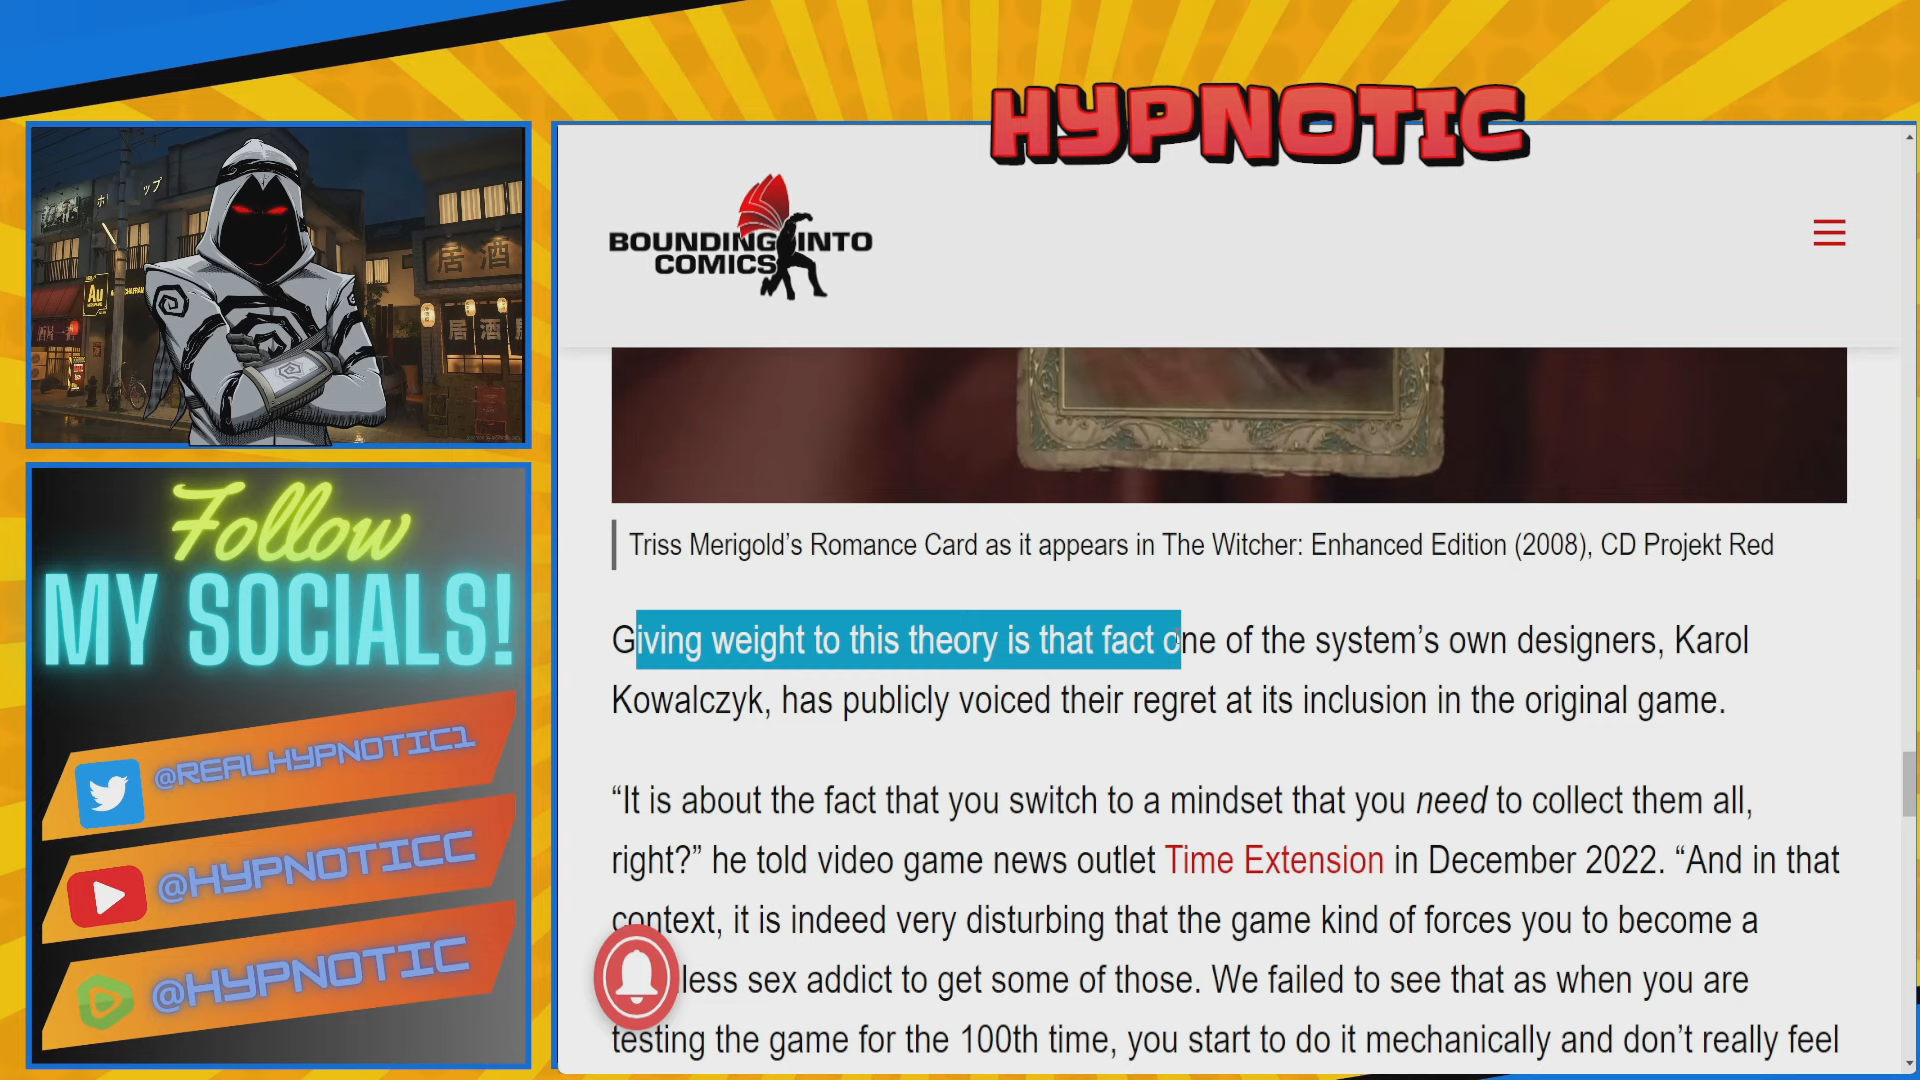 HYPNOTIC
BOUNDING INTO
COMICS
Au
居酒
居酒
Follow
MY SOCIALS!
@REALHYPNOTIC1
@HYPNOTICC
@HYPNOTIC
Triss Merigold’s Romance Card as it appears in The Witcher: Enhanced Edition (2008), CD Projekt Red
Giving weight to this theory is that fact one of the system’s own designers, Karol
Kowalczyk, has publicly voiced their regret at its inclusion in the original game.
“It is about the fact that you switch to a mindset that you need to collect them all,
right?” he told video game news outlet Time Extension in December 2022. “And in that
context, it is indeed very disturbing that the game kind of forces you to become a
less sex addict to get some of those. We failed to see that as when you are
testing the game for the 100th time, you start to do it mechanically and don’t really feel